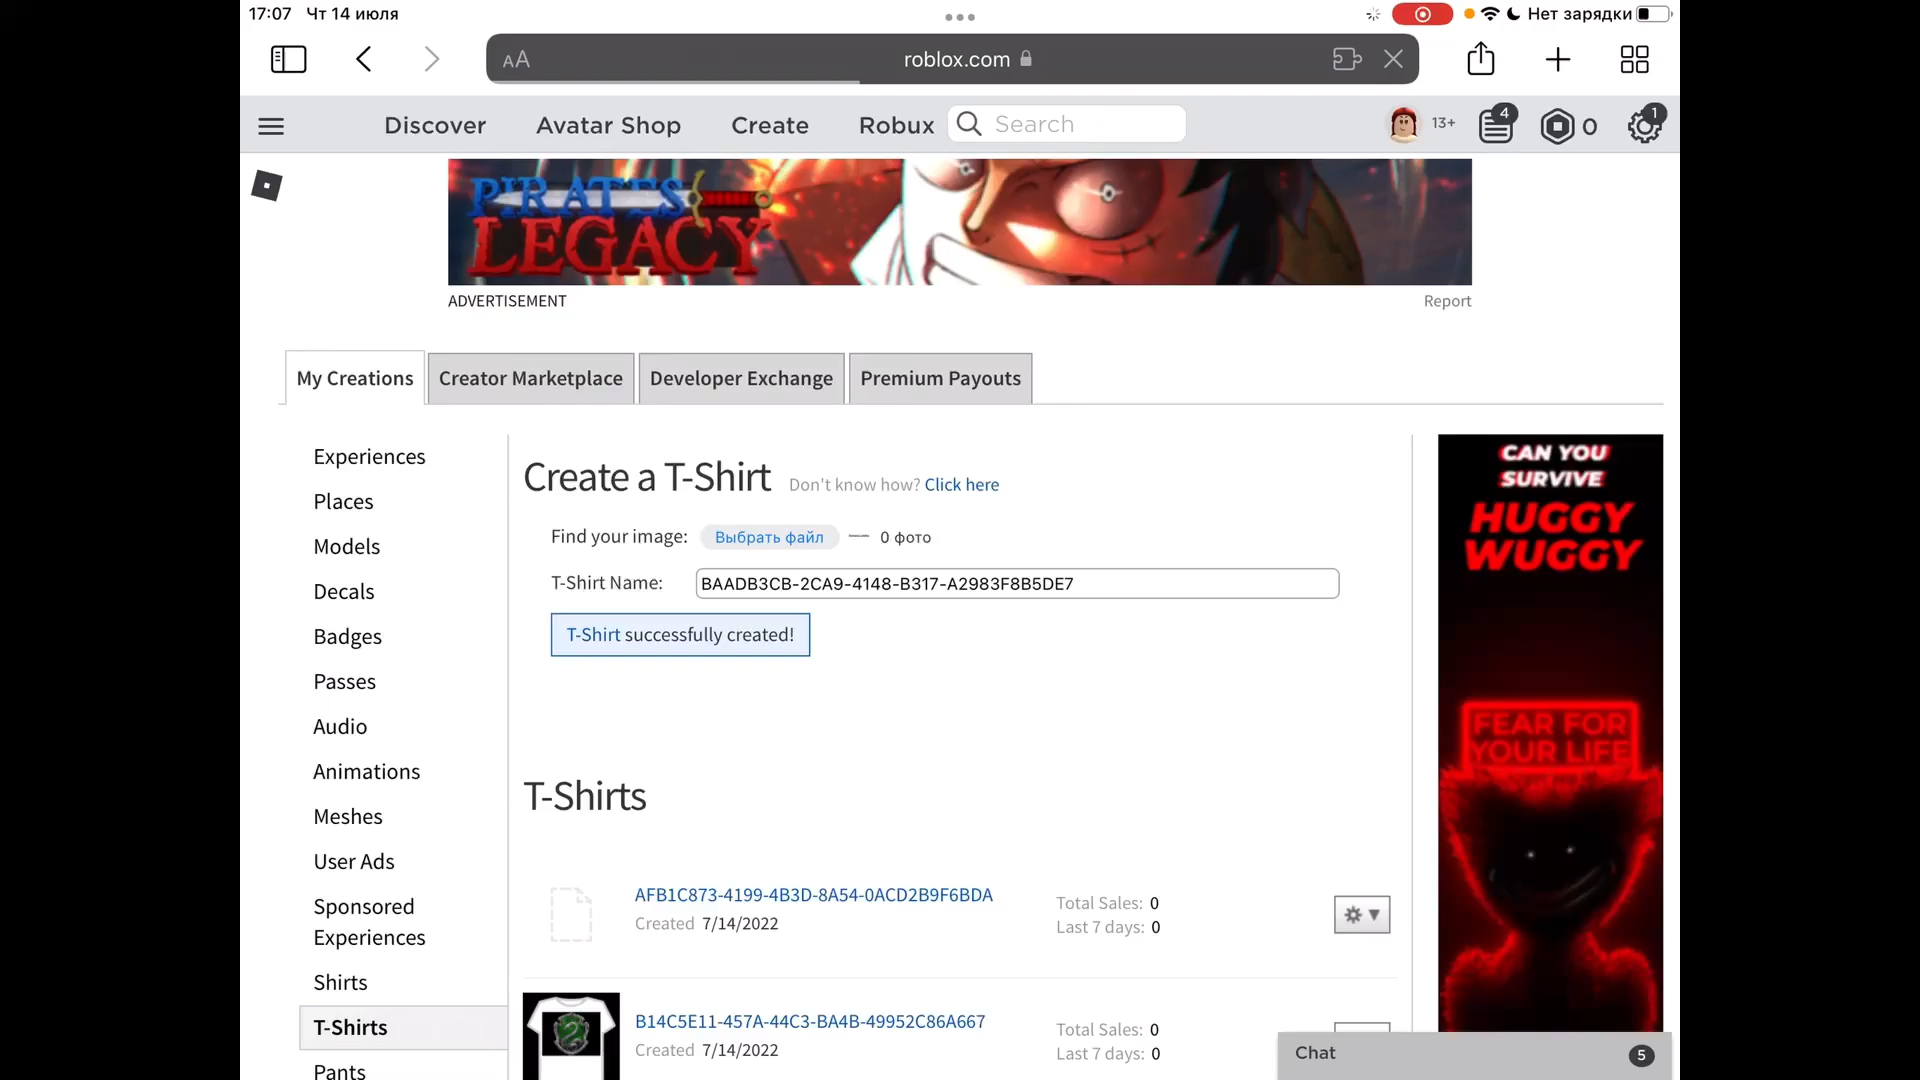 17:07 Чт 14 июля
Нет зарядки
AA
roblox.com
Discover Avatar Shop Create Robux Search 13+ 4 0 1
PIRATES
LEGACY
ADVERTISEMENT Report
My Creations Creator Marketplace Developer Exchange Premium Payouts
Experiences
Places
Models
Decals
Badges
Passes
Audio
Animations
Meshes
User Ads
Sponsored
Experiences
Shirts
T-Shirts
Pants
Create a T-Shirt Don't know how? Click here
Find your image: Выбрать файл 0 фото
T-Shirt Name: BAADB3CB-2CA9-4148-B317-A2983F8B5DE7
T-Shirt successfully created!
T-Shirts
AFB1C873-4199-4B3D-8A54-0ACD2B9F6BDA
Created 7/14/2022
Total Sales: 0
Last 7 days: 0
B14C5E11-457A-44C3-BA4B-49952C86A667
Created 7/14/2022
Total Sales: 0
Last 7 days: 0
CAN YOU
SURVIVE
HUGGY
WUGGY
FEAR FOR
YOUR LIFE
Chat 5